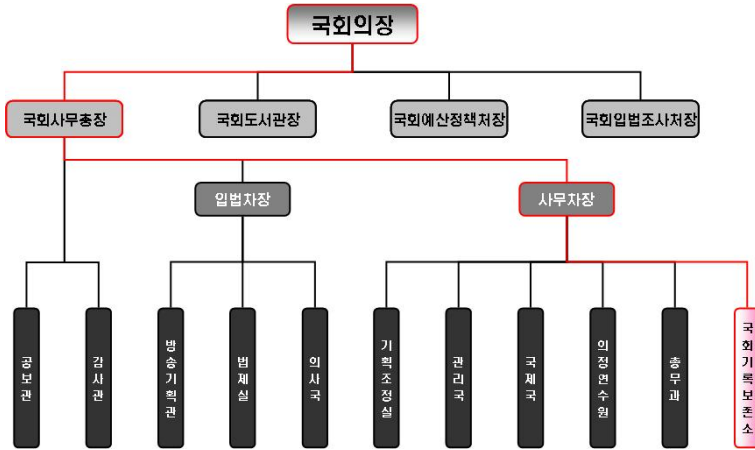 국회의장
국회사무총장
국회도서관장
국회예산정책처장
국회입법조사처장
입법차장
사무차장
공보관
감사관
방송기획관
법제실
의사국
기획조정실
관리국
국제국
의정연수원
총무과
국회기록보존소